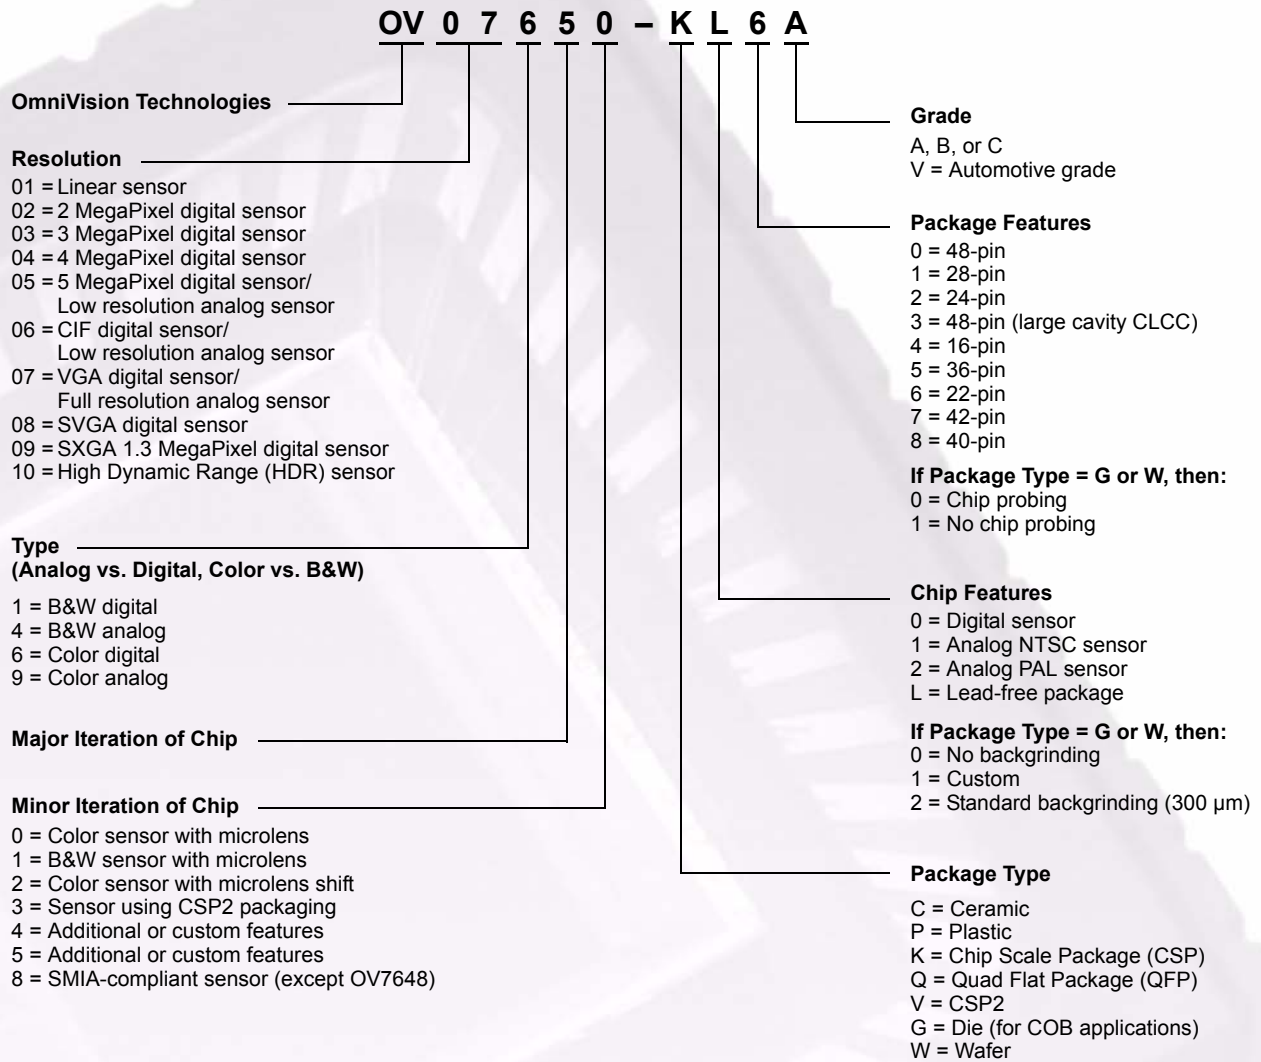 OV 0 7 6 5 0 – K L 6 A
OmniVision Technologies
Resolution
01 = Linear sensor
02 = 2 MegaPixel digital sensor
03 = 3 MegaPixel digital sensor
04 = 4 MegaPixel digital sensor
05 = 5 MegaPixel digital sensor/
Low resolution analog sensor
06 = CIF digital sensor/
Low resolution analog sensor
07 = VGA digital sensor/
Full resolution analog sensor
08 = SVGA digital sensor
09 = SXGA 1.3 MegaPixel digital sensor
10 = High Dynamic Range (HDR) sensor
Type
(Analog vs. Digital, Color vs. B&W)
1 = B&W digital
4 = B&W analog
6 = Color digital
9 = Color analog
Major Iteration of Chip
Minor Iteration of Chip
0 = Color sensor with microlens
1 = B&W sensor with microlens
2 = Color sensor with microlens shift
3 = Sensor using CSP2 packaging
4 = Additional or custom features
5 = Additional or custom features
8 = SMIA-compliant sensor (except OV7648)
Grade
A, B, or C
V = Automotive grade
Package Features
0 = 48-pin
1 = 28-pin
2 = 24-pin
3 = 48-pin (large cavity CLCC)
4 = 16-pin
5 = 36-pin
6 = 22-pin
7 = 42-pin
8 = 40-pin
If Package Type = G or W, then:
0 = Chip probing
1 = No chip probing
Chip Features
0 = Digital sensor
1 = Analog NTSC sensor
2 = Analog PAL sensor
L = Lead-free package
If Package Type = G or W, then:
0 = No backgrinding
1 = Custom
2 = Standard backgrinding (300 µm)
Package Type
C = Ceramic
P = Plastic
K = Chip Scale Package (CSP)
Q = Quad Flat Package (QFP)
V = CSP2
G = Die (for COB applications)
W = Wafer